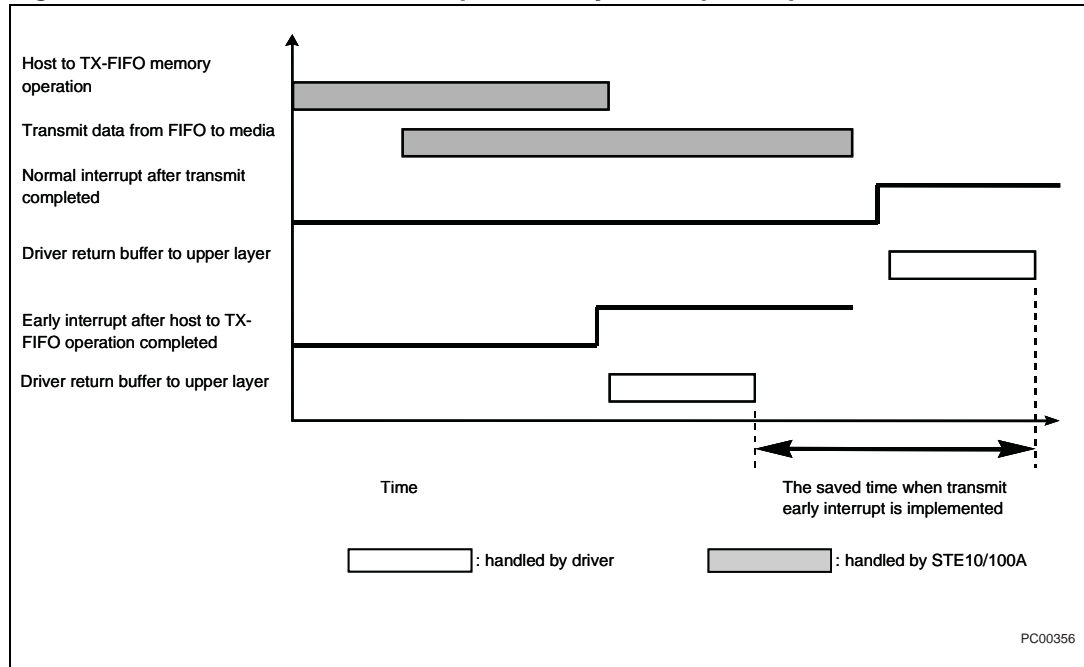 Host to TX-FIFO memory
operation
Transmit data from FIFO to media
Normal interrupt after transmit
completed
Driver return buffer to upper layer
Early interrupt after host to TX-
FIFO operation completed
Driver return buffer to upper layer
Time
The saved time when transmit
early interrupt is implemented
: handled by driver
: handled by STE10/100A
PC00356